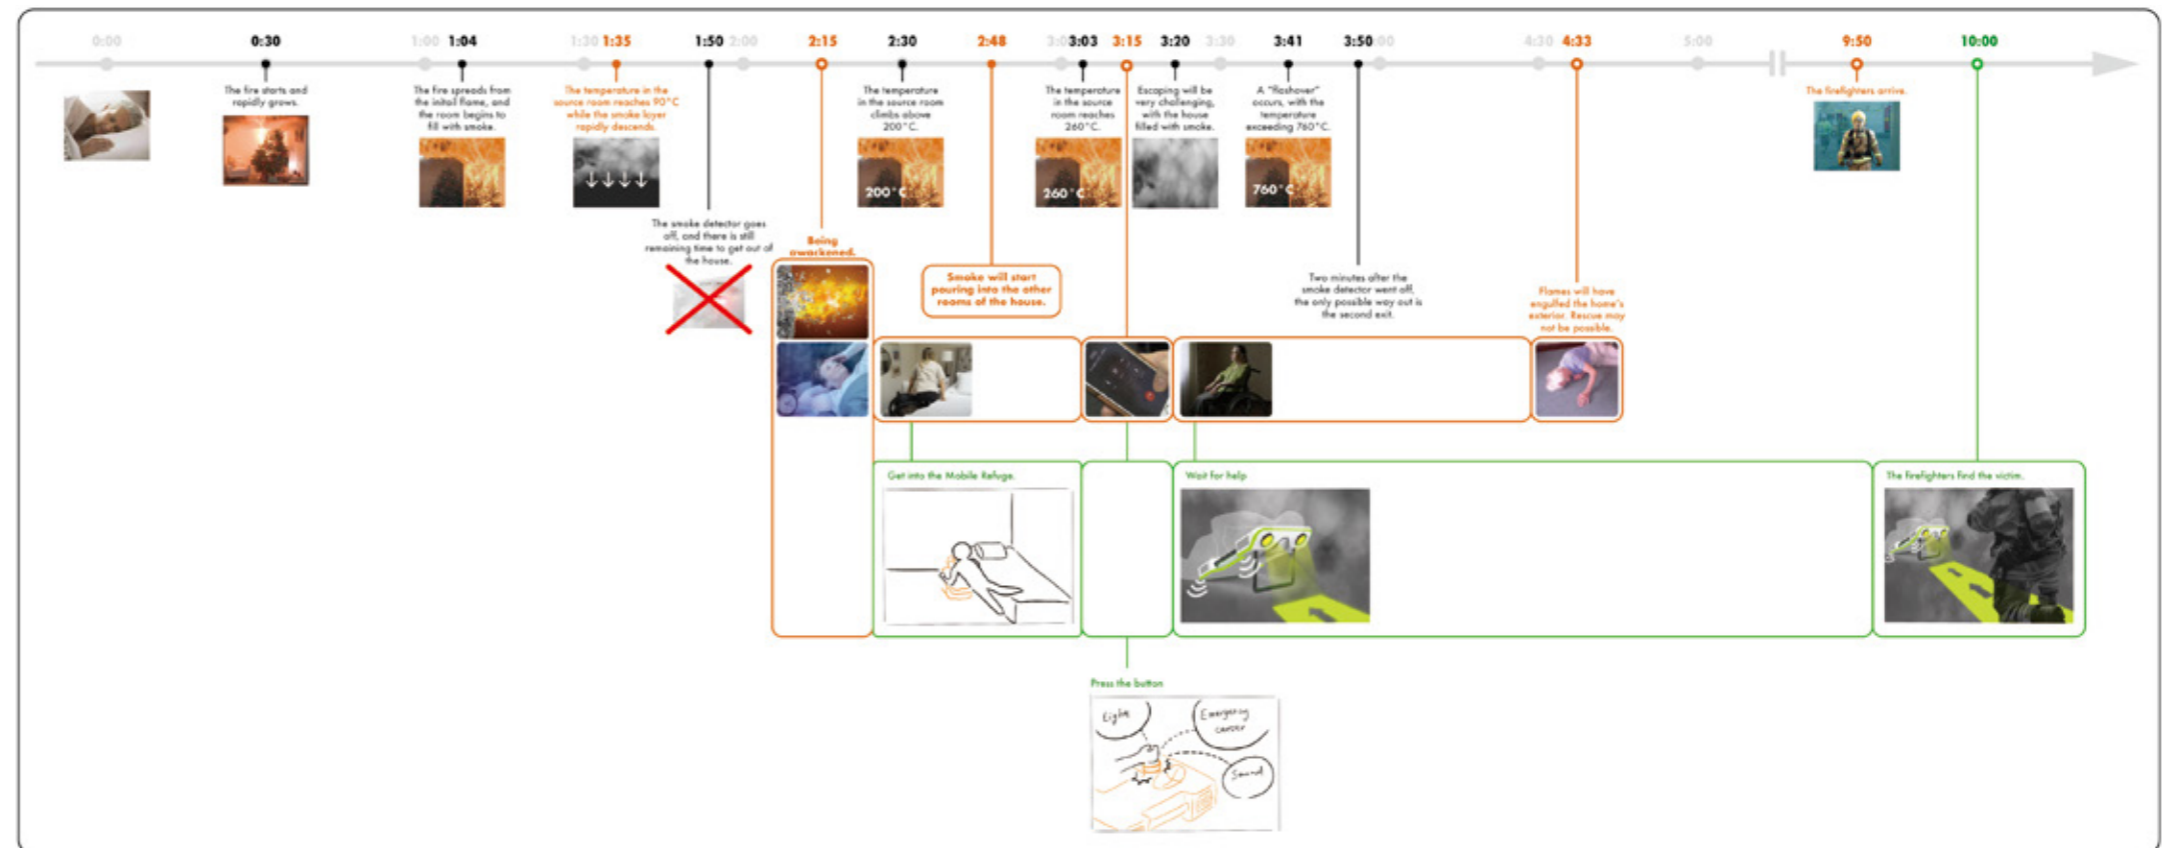 0:00
0:30
1:00
1:04
1:30
1:35
1:50
2:00
2:15
2:30
2:48
3:03
3:15
3:20
3:30
3:41
3:50
4:30
4:33
5:00
9:50
10:00
The fire starts and
rapidly grows.
The fire spreads from
the initail flame, and
the room begins to
fill with smoke.
The temperature in the
source room reaches 90°C
while the smoke layer
rapidly descends.
The smoke detector goes
off, and there is still
remaining time to get out of
the house.
Being
awarkened.
The temperature
in the source room
climbs above
200°C.
200°C
Smoke will start
pouring into the other
rooms of the house.
The temperature
in the source
room reaches
260°C.
260°C
Escaping will be
very challenging,
with the house
filled with smoke.
A "flashover"
occurs, with the
temperature
exceeding 760°C.
760°C
Two minutes after the
smoke detector went off,
the only possible way out is
the second exit.
Flames will have
engulfed the home's
exterior. Rescue may
not be possible.
The firefighters arrive.
Get into the Mobile Refuge.
Wait for help
The firefighters find the victim.
Press the button
Light
Emergency
Sound